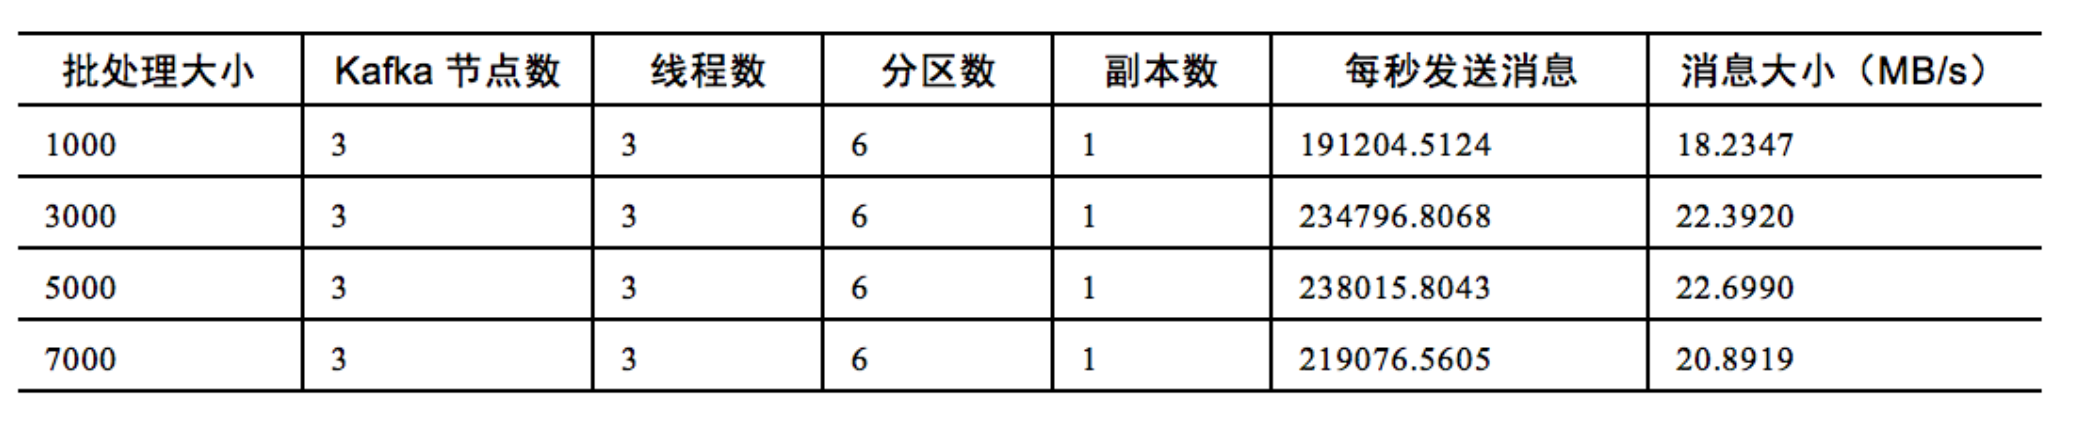 批处理大小 Kafka 节点数 线程数 分区数 副本数 每秒发送消息 消息大小（MB/s）
1000 3 3 6 1 191204.5124 18.2347
3000 3 3 6 1 234796.8068 22.3920
5000 3 3 6 1 238015.8043 22.6990
7000 3 3 6 1 219076.5605 20.8919